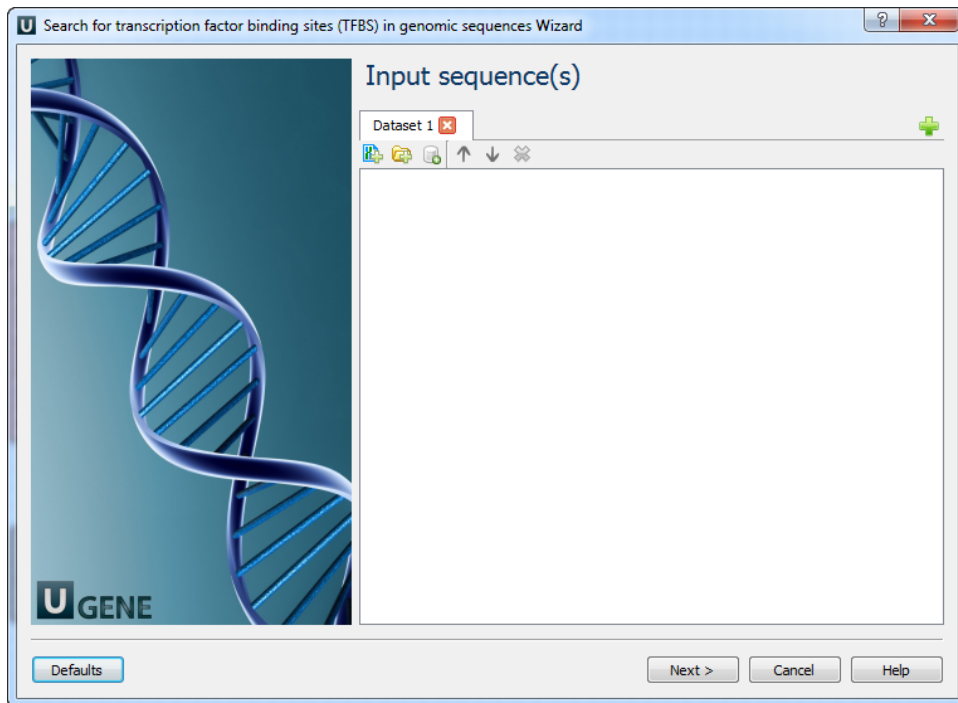 U Search for transcription factor binding sites (TFBS) in genomic sequences Wizard
Input sequence(s)
Dataset 1
U GENE
Defaults
Next >
Cancel
Help